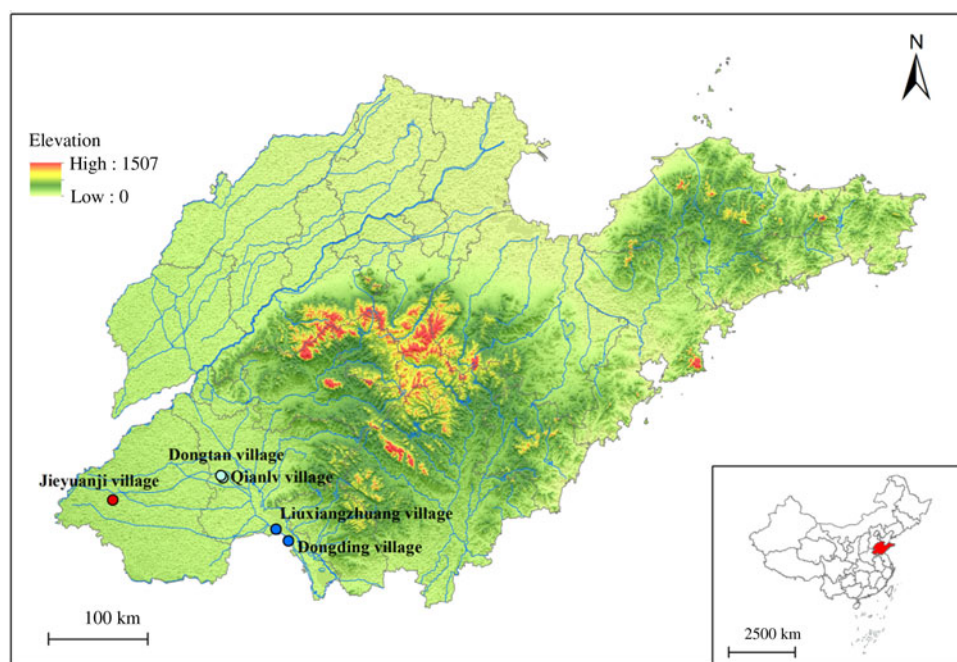 N
Elevation
High : 1507
Low : 0
Dongtan village
Qianlv village
Jieyuanji village
Liuxiangzhuang village
Dongding village
100 km
2500 km